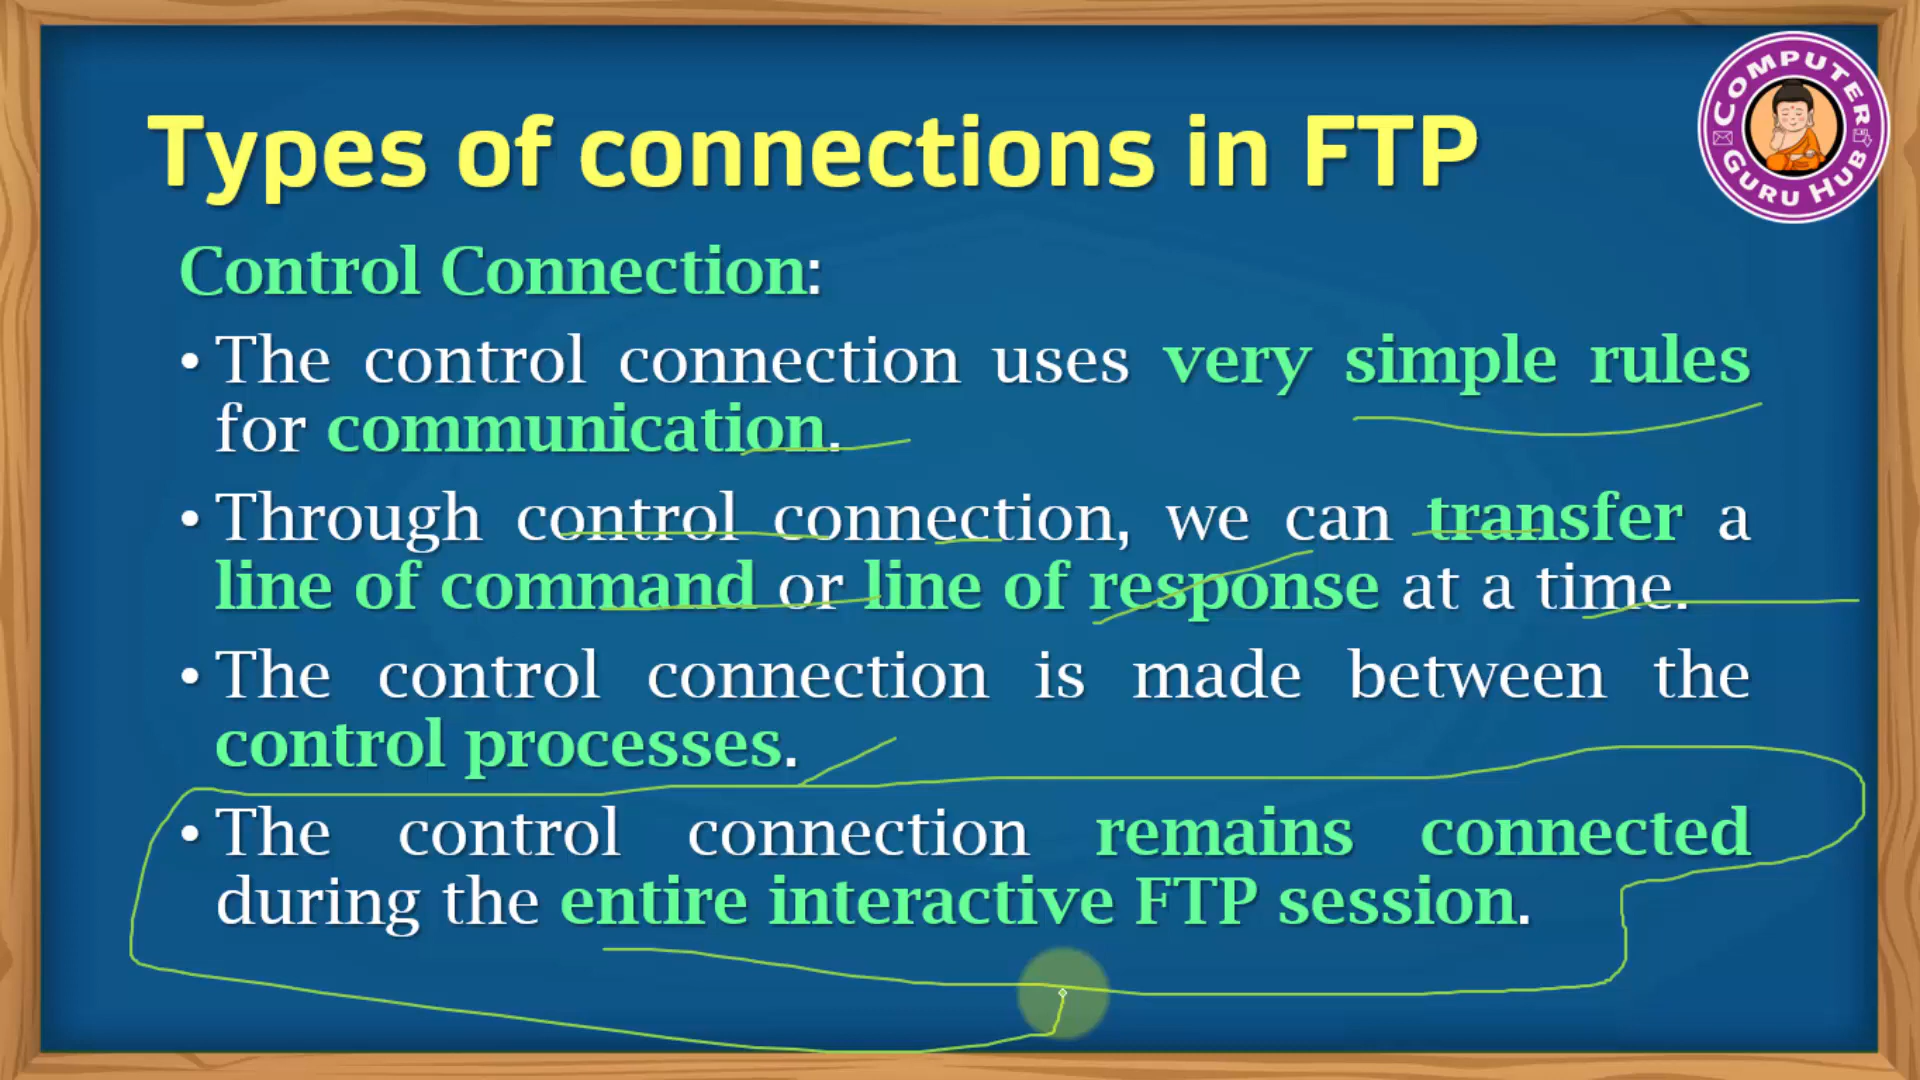 Types of connections in FTP
COMPUTER
GURU HUB
Control Connection:
• The control connection uses very simple rules
for communication.
• Through control connection, we can transfer a
line of command or line of response at a time.
• The control connection is made between the
control processes.
• The control connection remains connected
during the entire interactive FTP session.